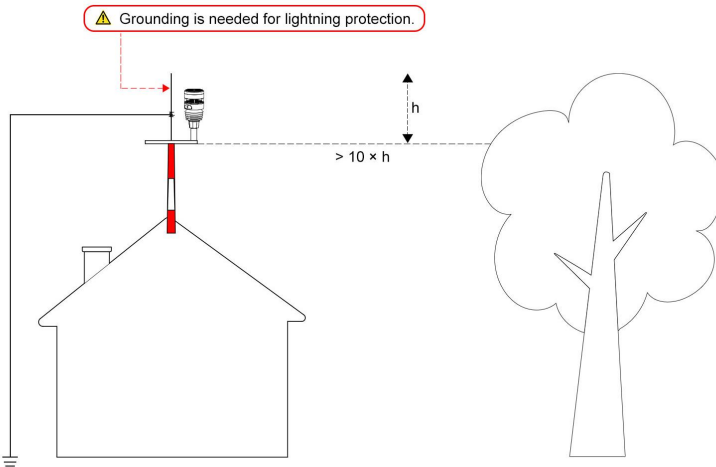 Grounding is needed for lightning protection.
h
> 10 × h